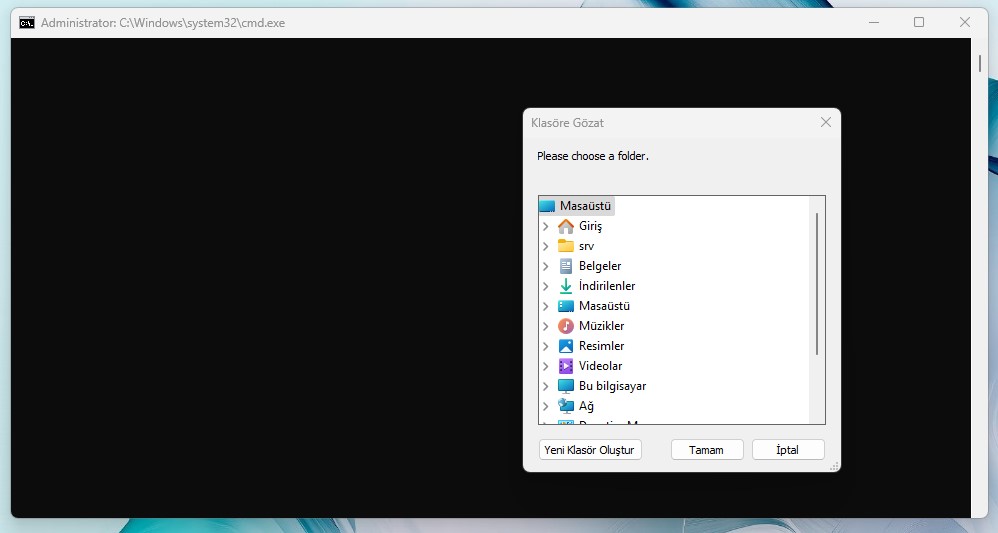 Administrator: C:\Windows\system32\cmd.exe
Klasöre Gözat
Please choose a folder.
Masaüstü
Giriş
srv
Belgeler
İndirilenler
Masaüstü
Müzikler
Resimler
Videolar
Bu bilgisayar
Ağ
Yeni Klasör Oluştur
Tamam
İptal